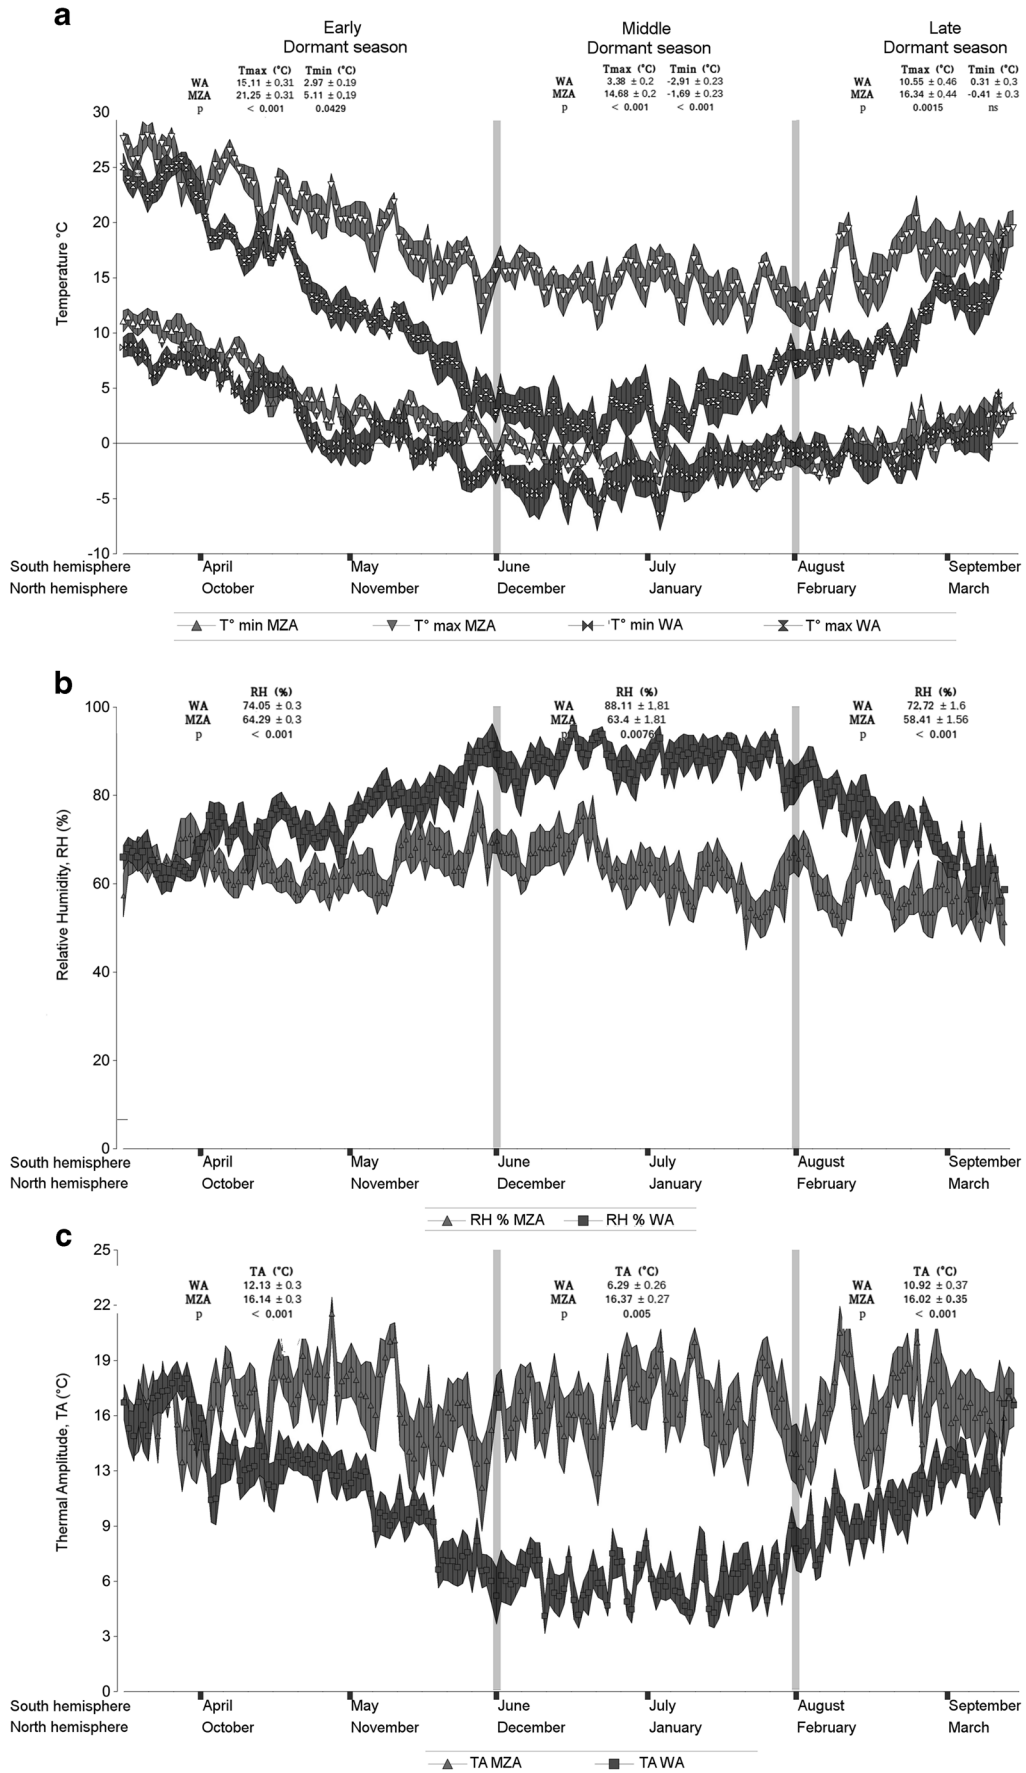 a
Early
Dormant season
Middle
Dormant season
Late
Dormant season
Tmax (°C) Tmin (°C)
WA 15,11 ± 0.31 2.97 ± 0.19
MZA 21,25 ± 0.31 5.11 ± 0.19
p < 0.001 0.0429
Tmax (°C) Tmin (°C)
WA 3.38 ± 0.2 -2.91 ± 0.23
MZA 14.68 ± 0.2 -1.69 ± 0.23
p < 0.001 < 0.001
Tmax (°C) Tmin (°C)
WA 10.55 ± 0.46 0.31 ± 0.3
MZA 16.34 ± 0.44 -0.41 ± 0.3
p 0.0015 ns
Temperature °C
30
25
20
15
10
5
0
-5
-10
South hemisphere April May June July August September
North hemisphere October November December January February March
T° min MZA T° max MZA T° min WA T° max WA
b
RH (%)
WA 74.05 ± 0.3
MZA 64.29 ± 0.3
p < 0.001
RH (%)
WA 88.11 ± 1.81
MZA 63.4 ± 1.81
p 0.0076
RH (%)
WA 72.72 ± 1.6
MZA 58.41 ± 1.56
p < 0.001
Relative Humidity, RH (%)
100
80
60
40
20
0
South hemisphere April May June July August September
North hemisphere October November December January February March
RH % MZA RH % WA
c
TA (°C)
WA 12.13 ± 0.3
MZA 16.14 ± 0.3
p < 0.001
TA (°C)
WA 6.29 ± 0.26
MZA 16.37 ± 0.27
p 0.005
TA (°C)
WA 10.92 ± 0.37
MZA 16.02 ± 0.35
p < 0.001
Thermal Amplitude, TA (°C)
25
22
19
16
13
9
6
3
0
South hemisphere April May June July August September
North hemisphere October November December January February March
TA MZA TA WA